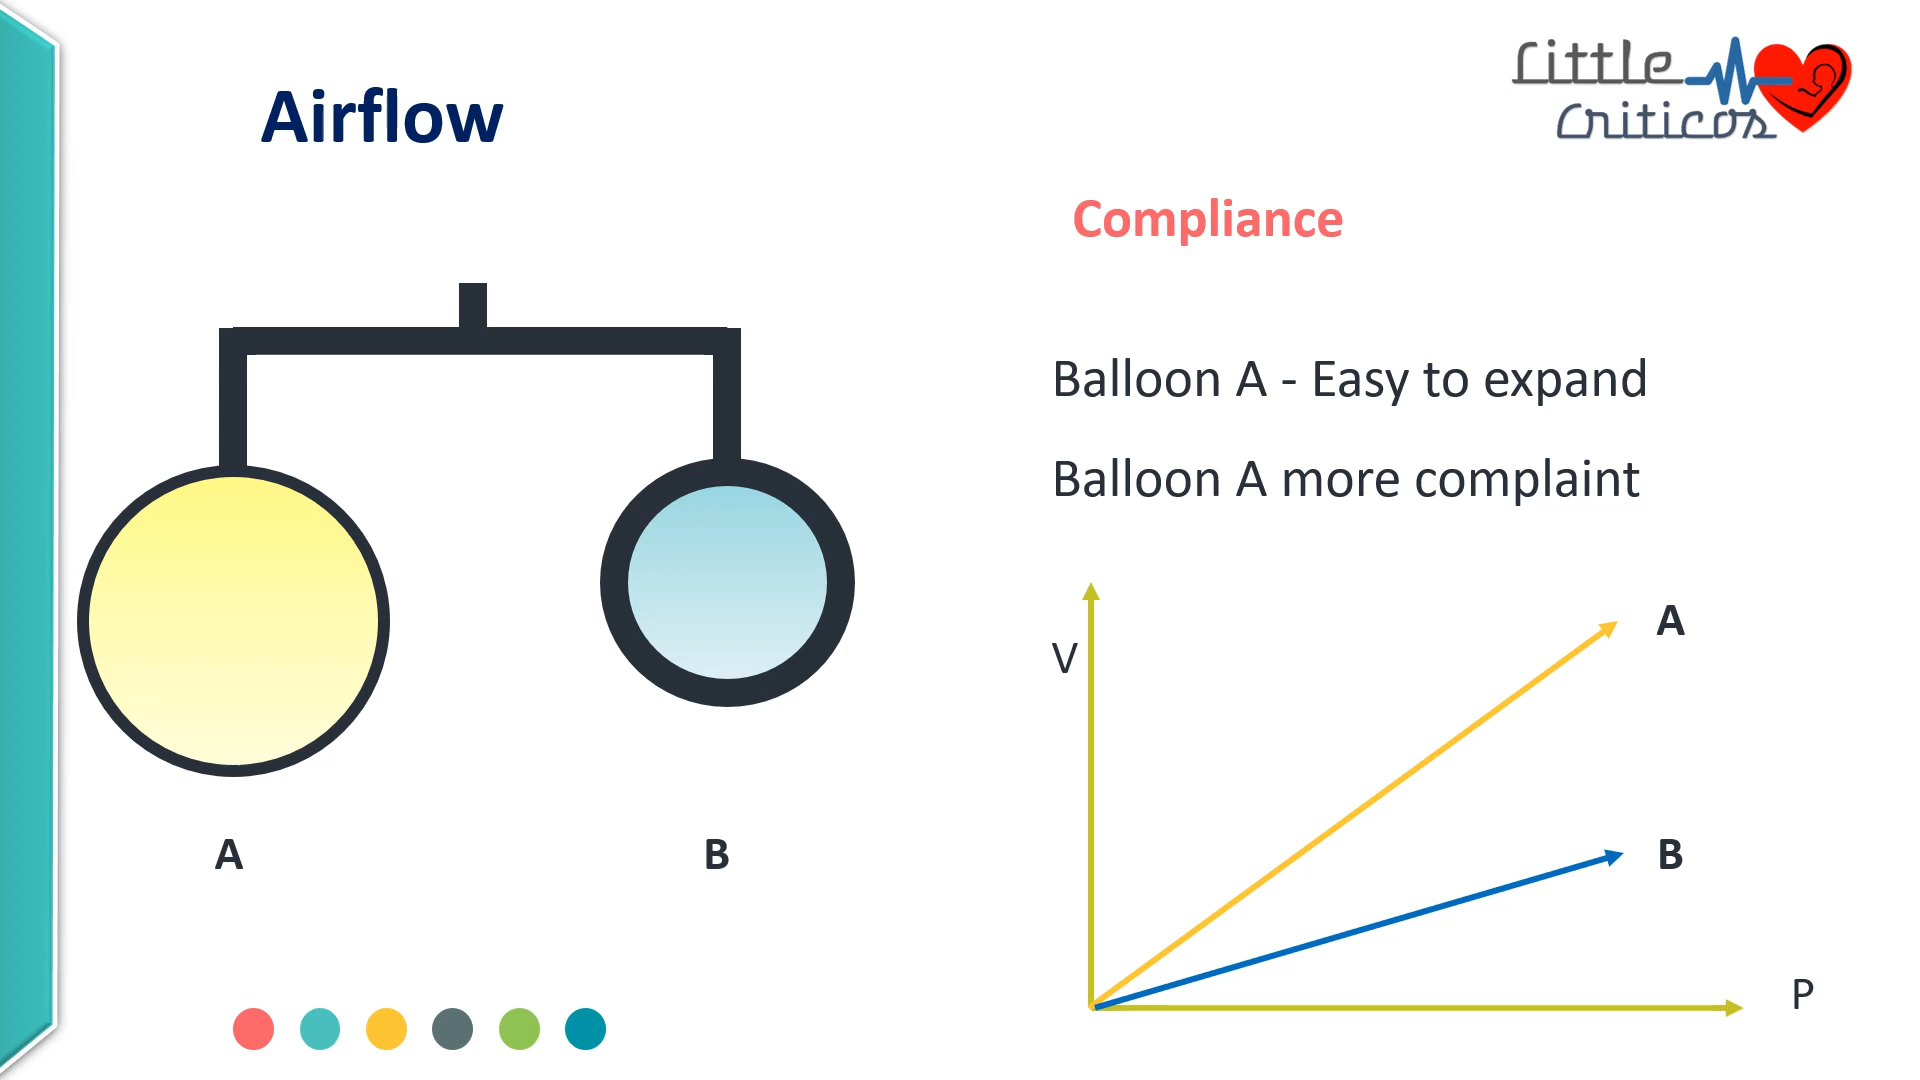 Airflow
Little
Criticos
Compliance
Balloon A - Easy to expand
Balloon A more complaint
A
V
B
A
B
P